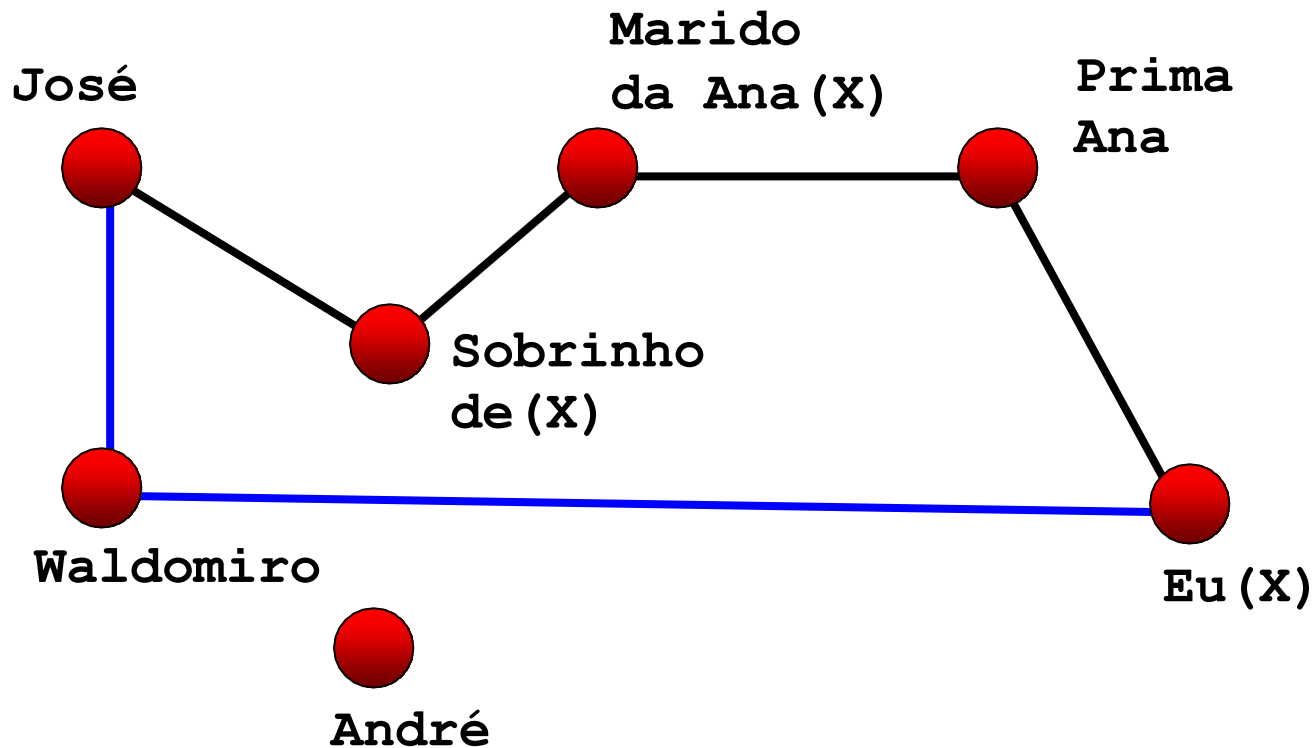 Marido
da Ana(X)
Prima
Ana
José
Sobrinho
de(X)
Waldomiro
Eu(X)
André